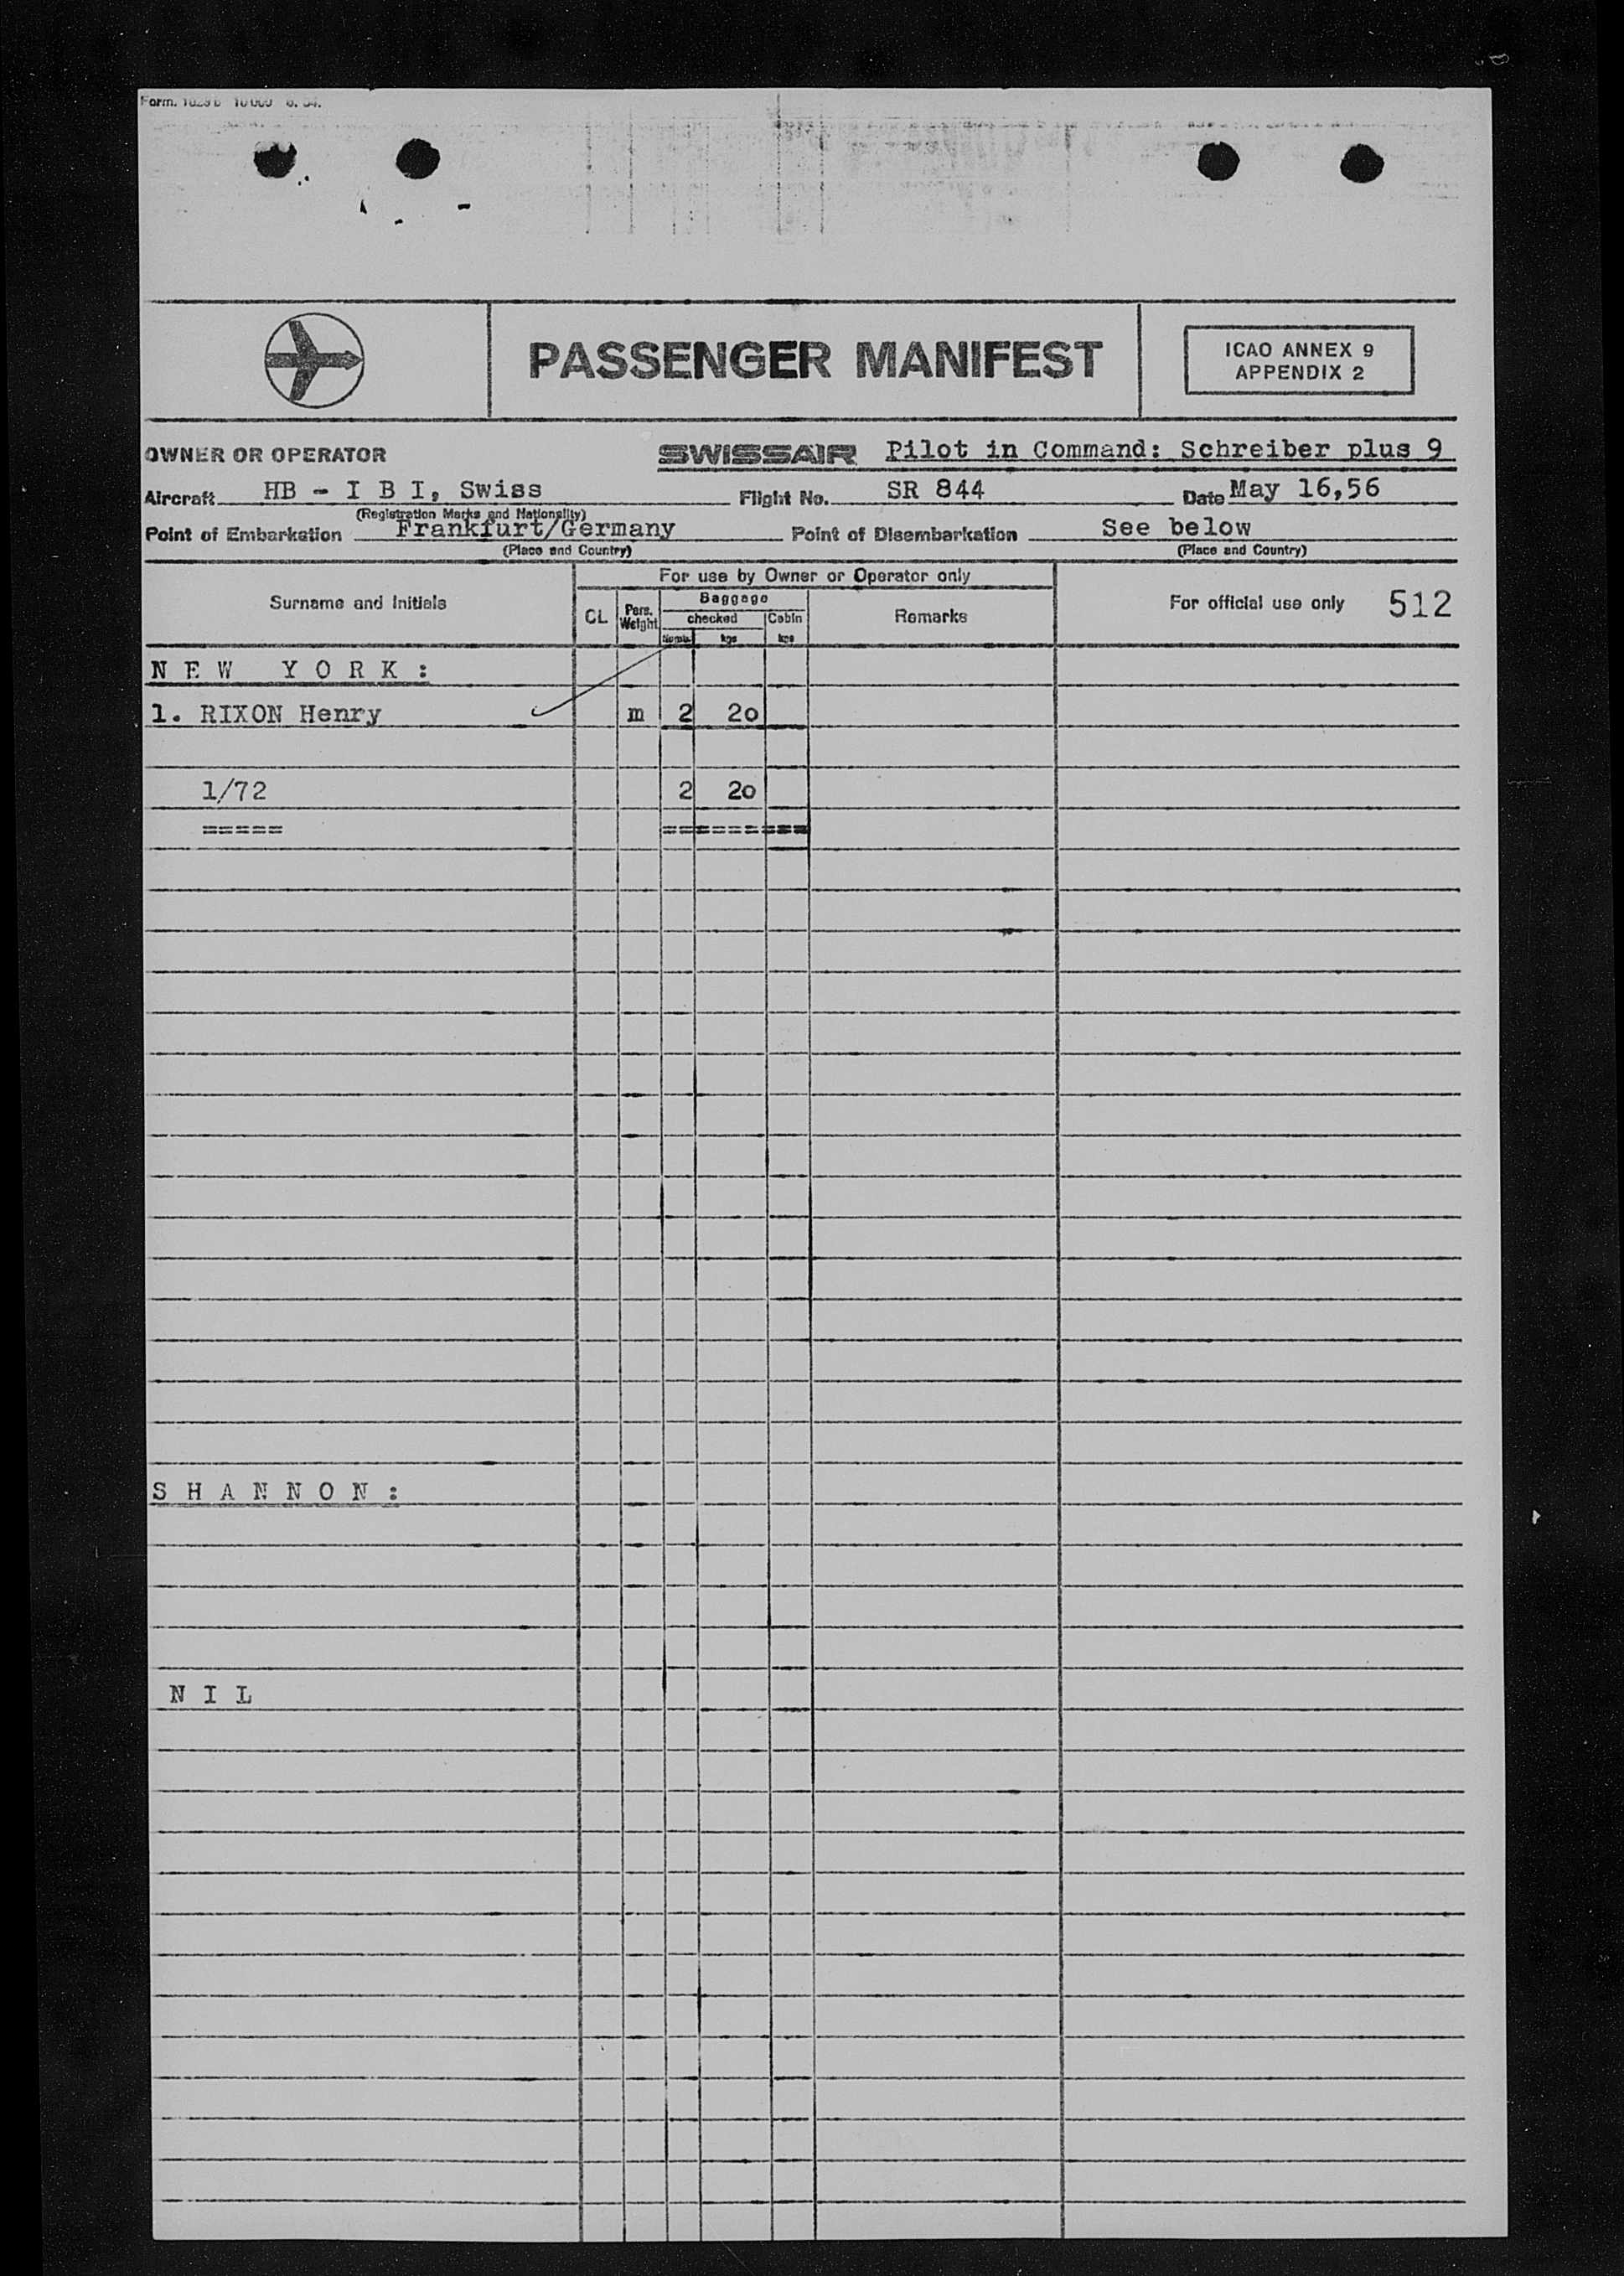 Form.
PASSENGER MANIFEST
ICAO ANNEX 9
APPENDIX 2
OWNER OR OPERATOR SWISSAIR Pilot in Command: Schreiber plus 9
Aircraft HB - I B I, Swiss Flight No. SR 844 Date May 16,56
(Registration Marks and Nationality)
Point of Embarkation Frankfurt/Germany Point of Disembarkation See below
(Place and Country) (Place and Country)
For use by Owner or Operator only
Surname and Initials CL Pers. Weight Baggage checked Cabin Remarks For official use only 512
kgs kgs
N E W Y O R K :
1. RIXON Henry m 2 20
1/72 2 20
===== =========
S H A N N O N :
N I L